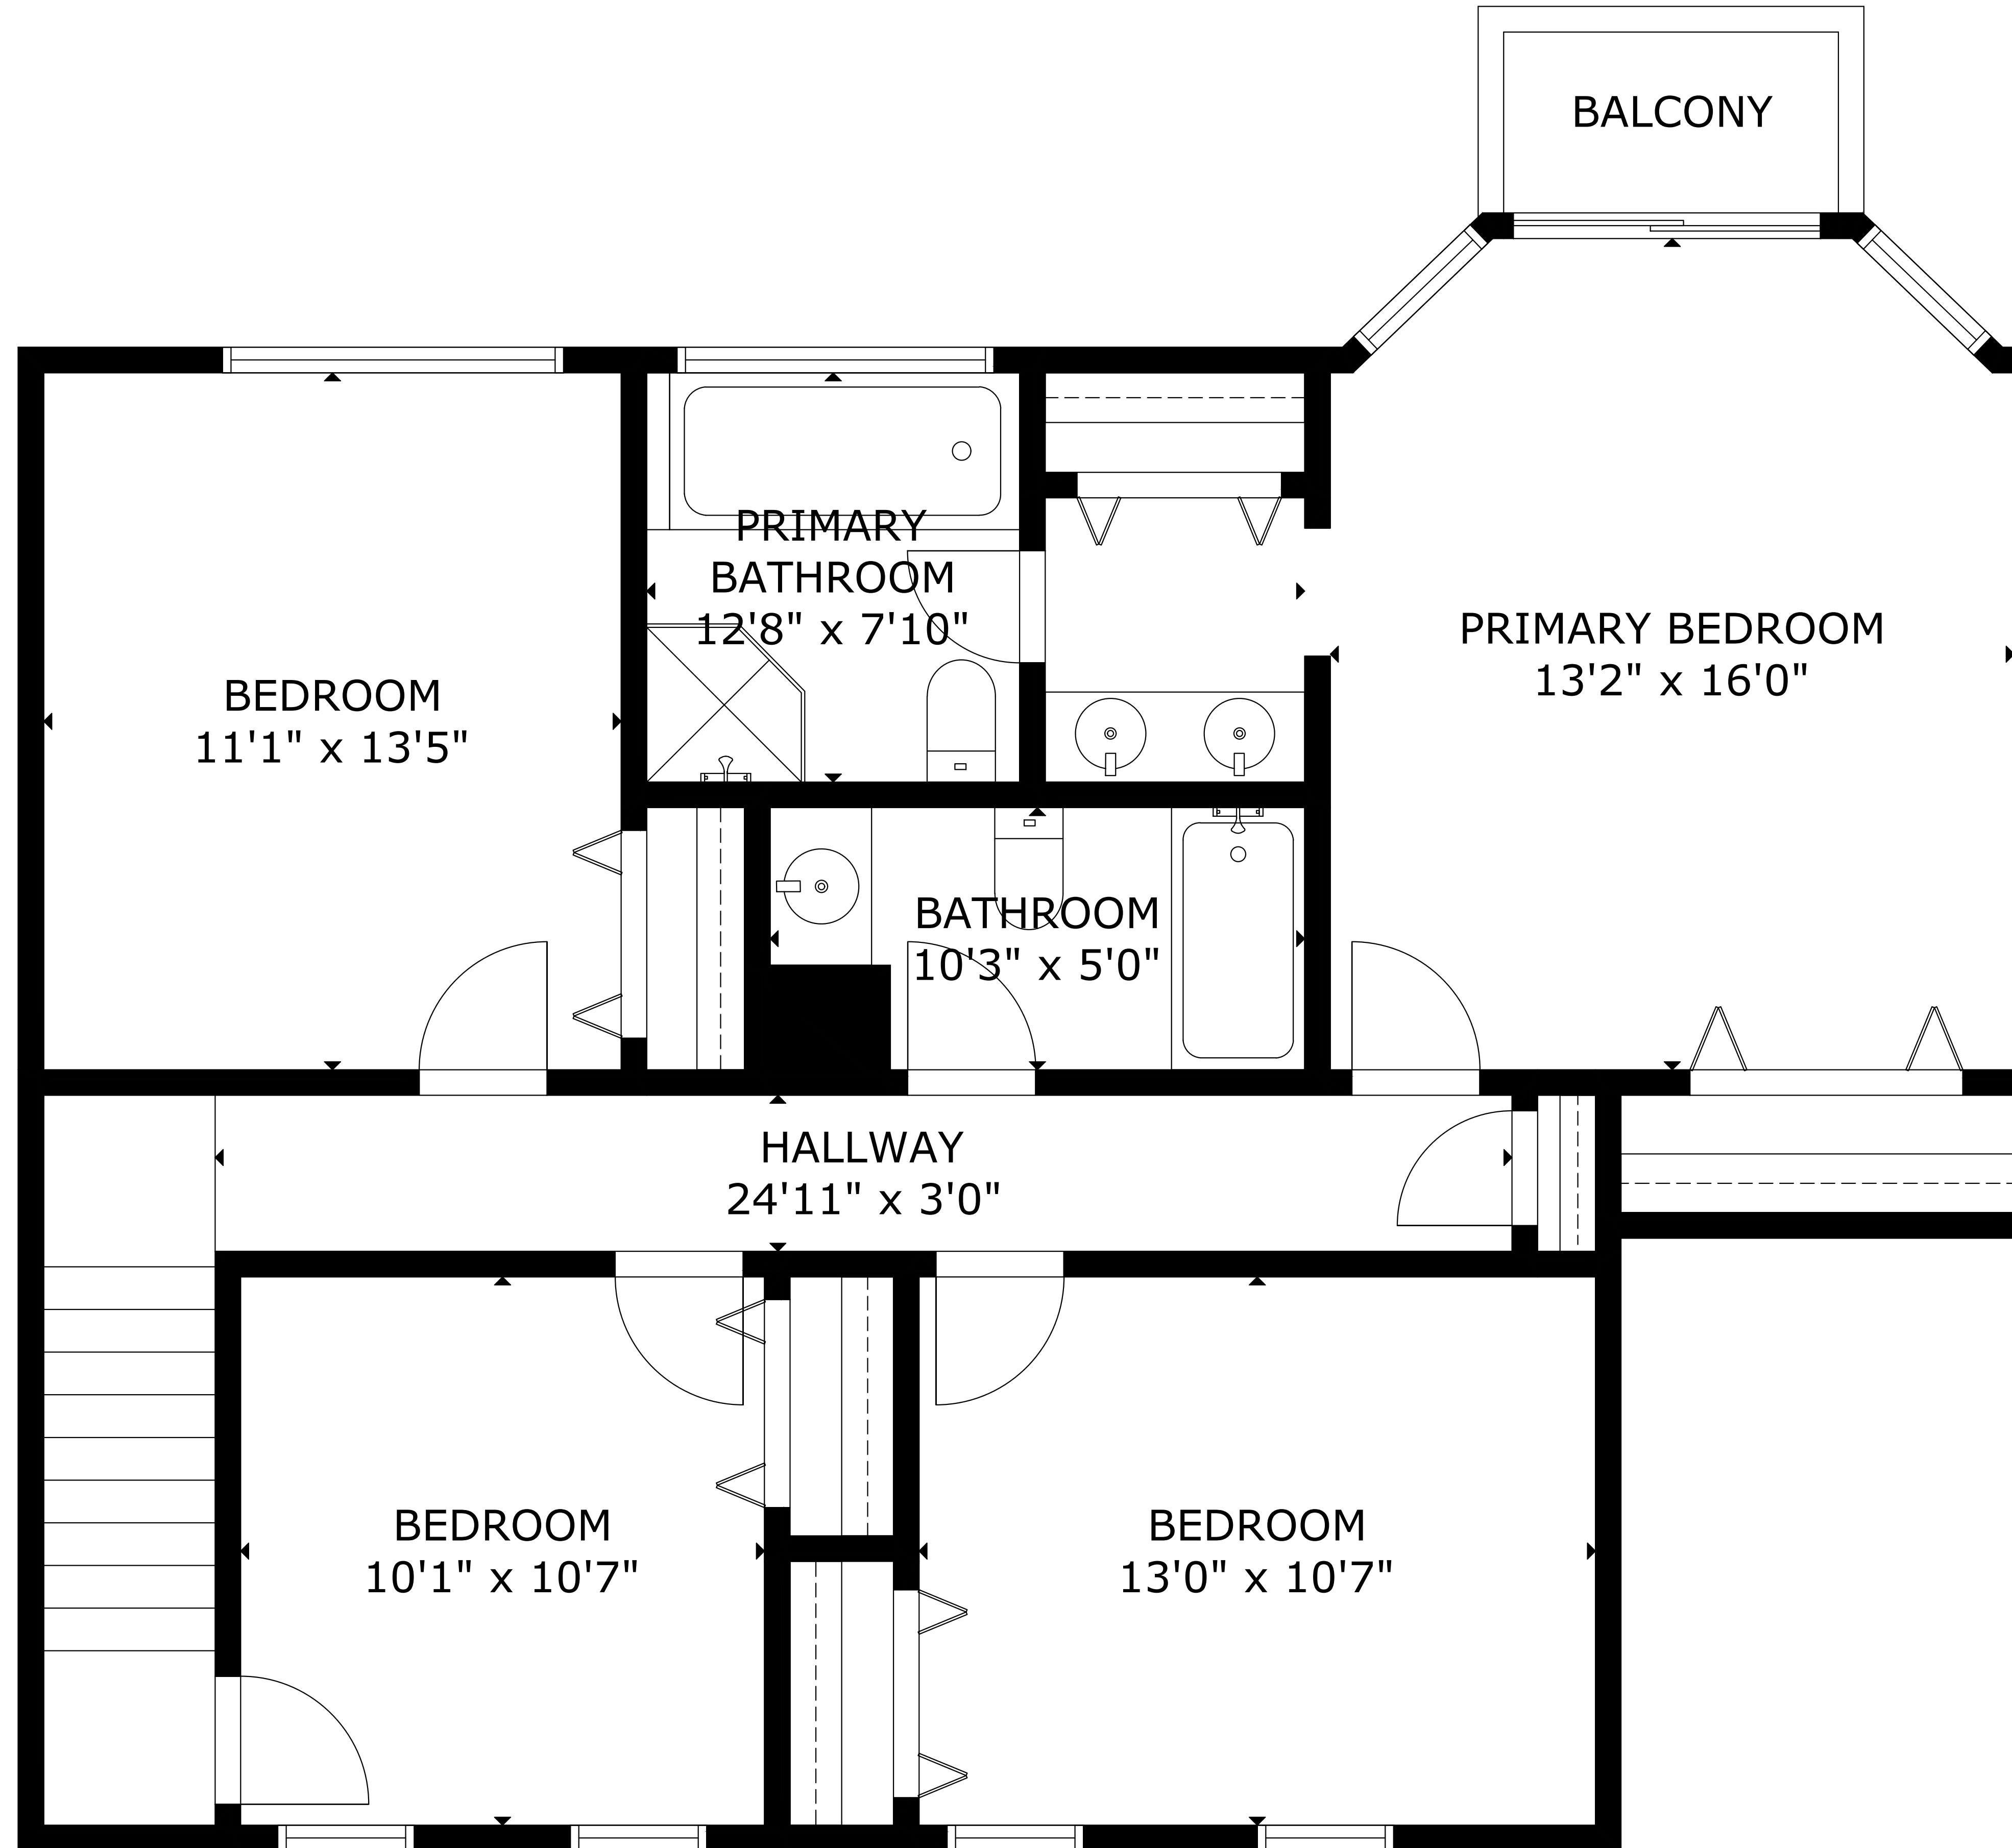 BALCONY
PRIMARY
BATHROOM
12'8" x 7'10"
PRIMARY BEDROOM
13'2" x 16'0"
BEDROOM
11'1" x 13'5"
BATHROOM
10'3" x 5'0"
HALLWAY
24'11" x 3'0"
BEDROOM
10'1" x 10'7"
BEDROOM
13'0" x 10'7"